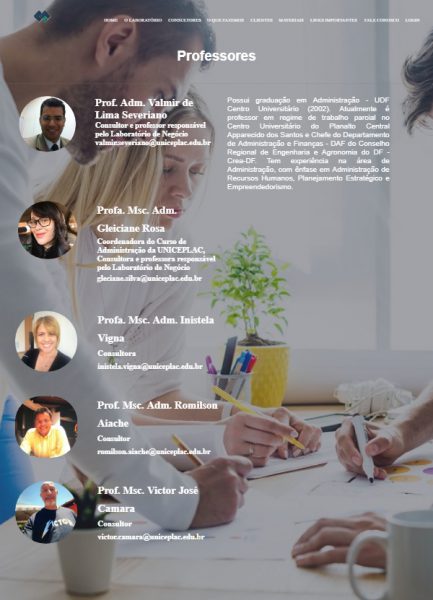 HOME O LABORATÓRIO CONSULTORES O QUE FAZEMOS CLIENTES MATERIAIS LINKS IMPORTANTES FALE CONOSCO LOGIN
Professores
Prof. Adm. Valmir de
Lima Severiano
Consultor e professor responsável
pelo Laboratório de Negócio
valmir.severiano@uniceplac.edu.br
Possui graduação em Administração - UDF
Centro Universitário (2002). Atualmente é
professor em regime de trabalho parcial no
Centro Universitário do Planalto Central
Apparecido dos Santos e Chefe do Departamento
de Administração e Finanças - DAF do Conselho
Regional de Engenharia e Agronomia do DF -
Crea-DF. Tem experiência na área de
Administração, com ênfase em Administração de
Recursos Humanos, Planejamento Estratégico e
Empreendedorismo.
Profa. Msc. Adm.
Gleiciane Rosa
Coordenadora do Curso de
Administração da UNICEPLAC,
Consultora e professora responsável
pelo Laboratório de Negócio
gleciane.silva@uniceplac.edu.br
Profa. Msc. Adm. Inistela
Vigna
Consultora
inistela.vigna@uniceplac.edu.br
Prof. Msc. Adm. Romilson
Aiache
Consultor
romilson.aiache@uniceplac.edu.br
Prof. Msc. Victor José
Camara
Consultor
victor.camara@uniceplac.edu.br